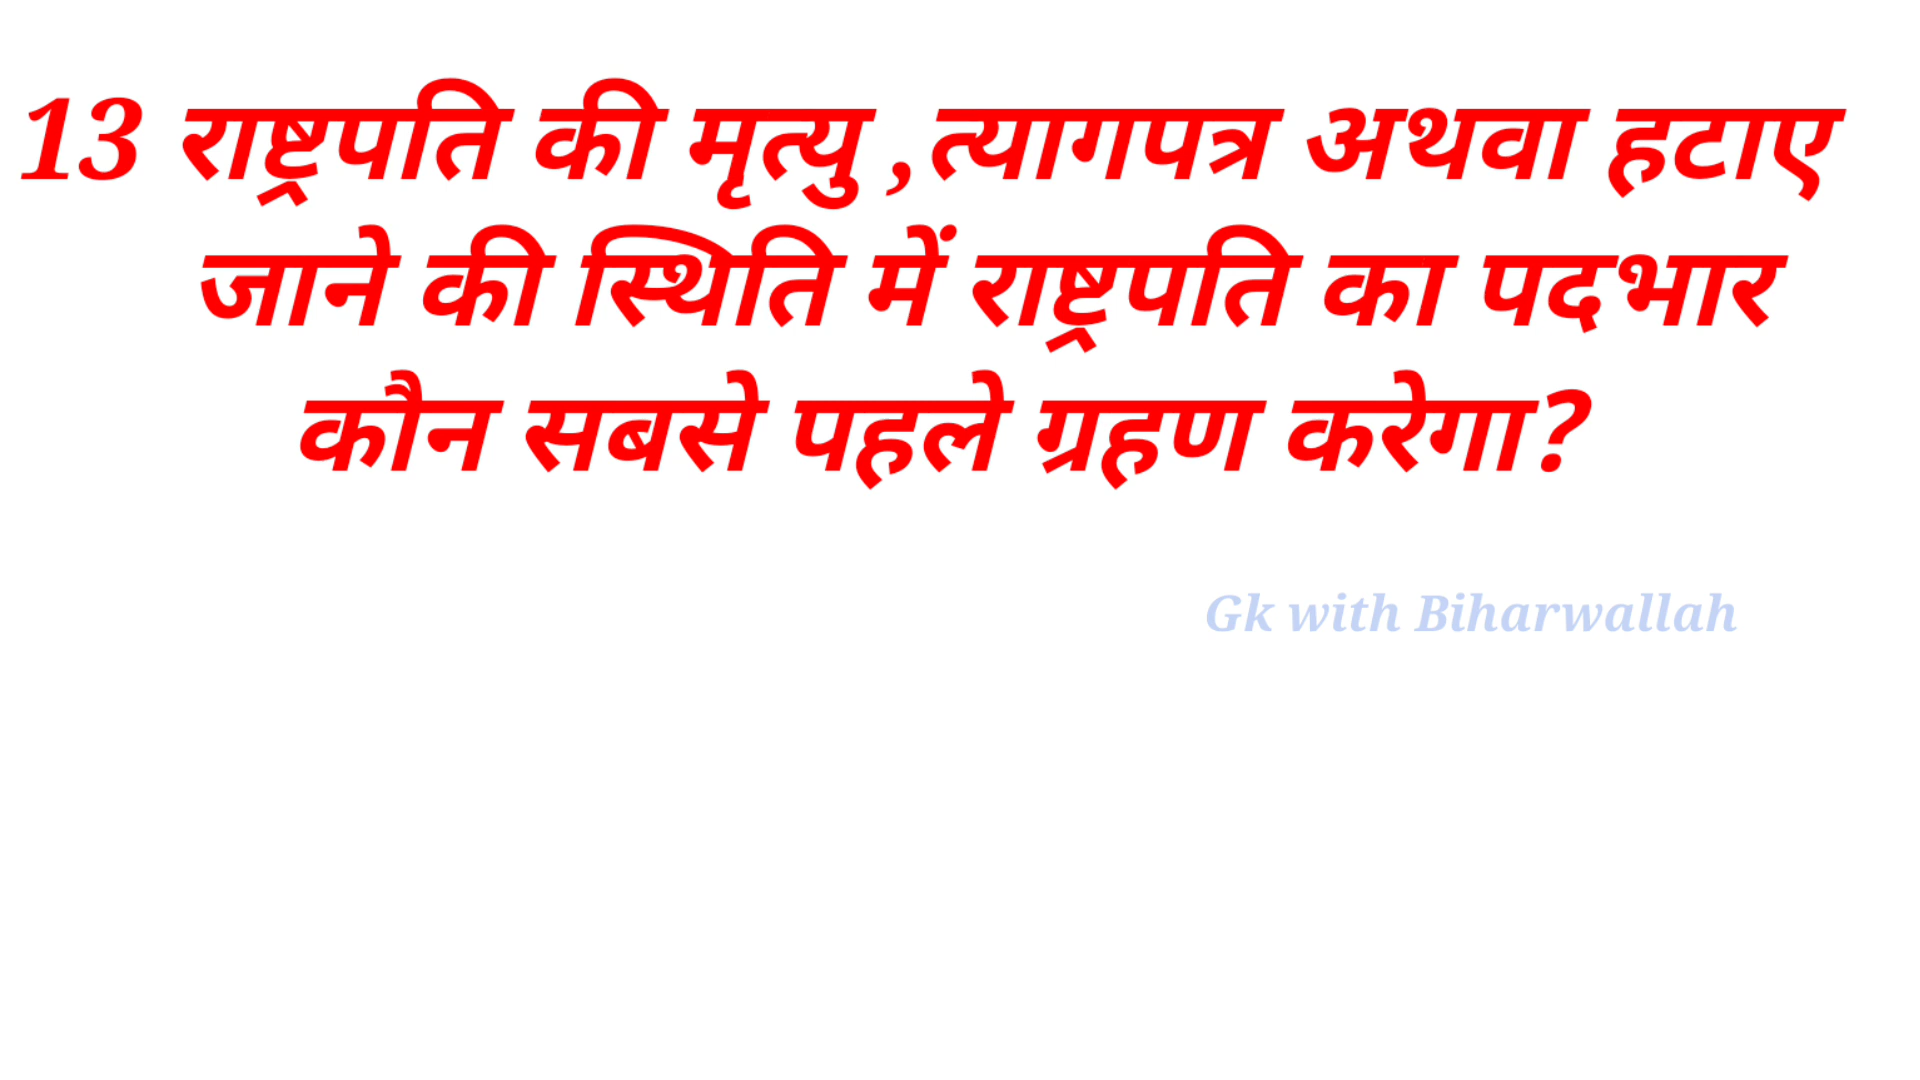 13 राष्ट्रपति की मृत्यु ,त्यागपत्र अथवा हटाए
जाने की स्थिति में राष्ट्रपति का पदभार
कौन सबसे पहले ग्रहण करेगा?
Gk with Biharwallah